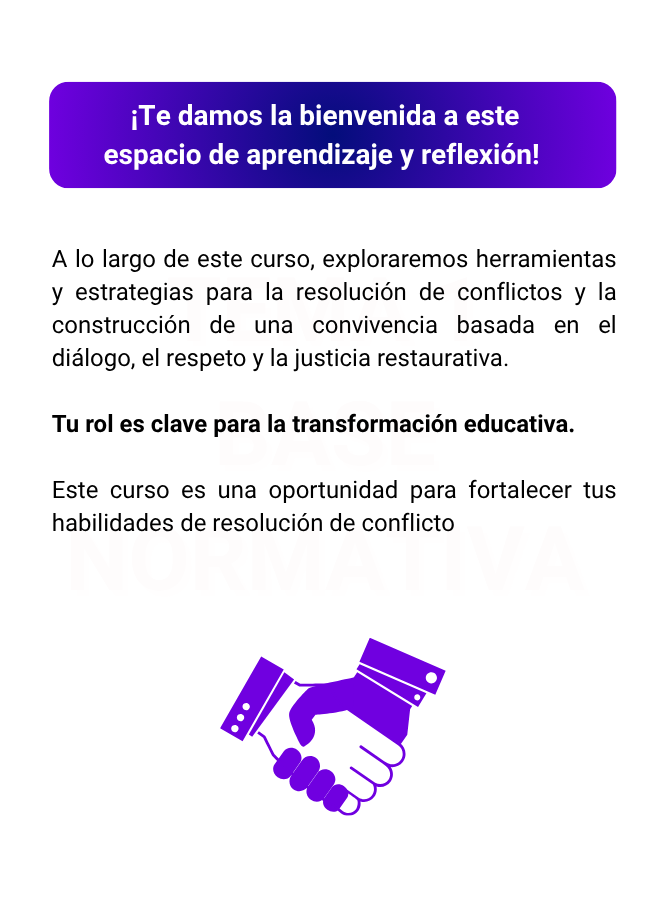 ¡Te damos la bienvenida a este
espacio de aprendizaje y reflexión!
A lo largo de este curso, exploraremos herramientas
y estrategias para la resolución de conflictos y la
construcción de una convivencia basada en el
diálogo, el respeto y la justicia restaurativa.
Tu rol es clave para la transformación educativa.
BASE
Este curso es una oportunidad para fortalecer tus
habilidades de resolución de conflicto
NORMATIVA